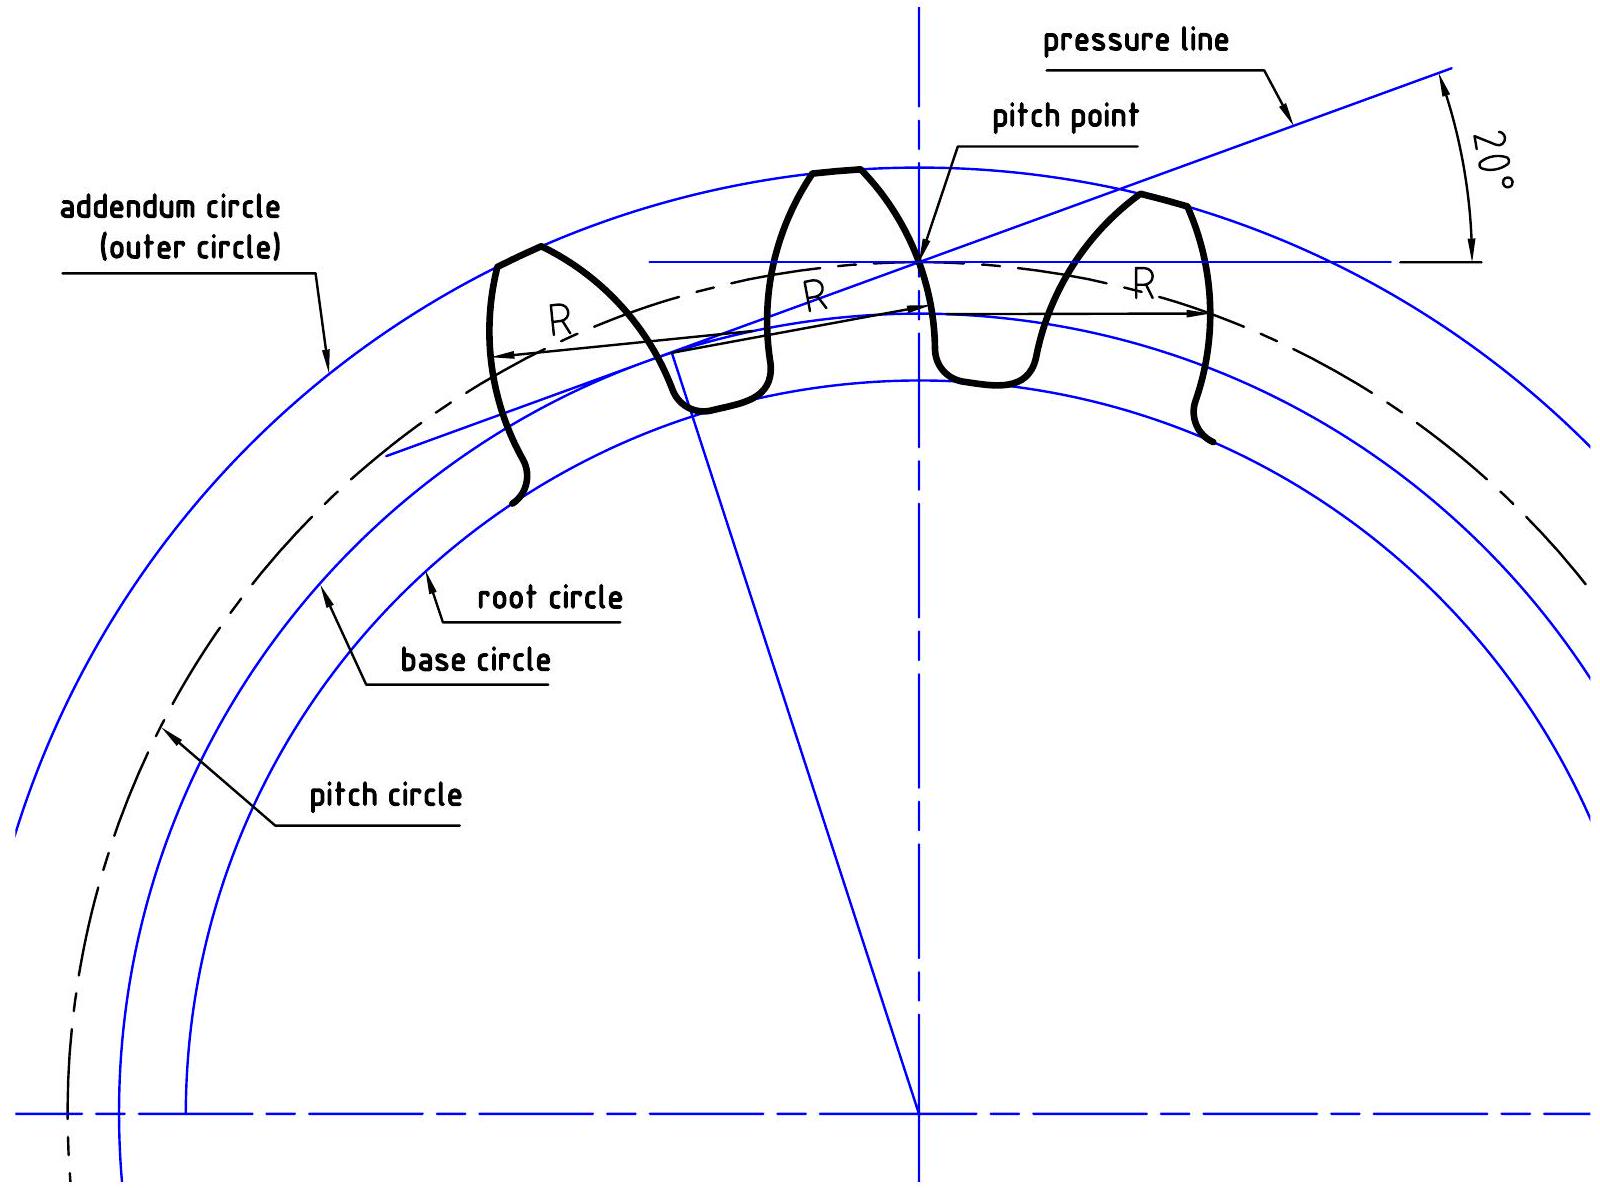 pressure line
pitch point
20°
addendum circle
(outer circle)
R
R
R
root circle
base circle
pitch circle